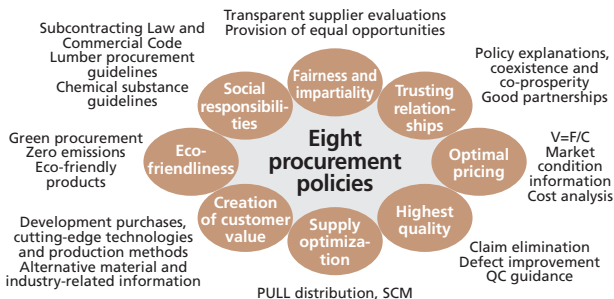 Transparent supplier evaluations
Provision of equal opportunities
Fairness and
impartiality
Policy explanations,
coexistence and
co-prosperity
Good partnerships
Trusting
relation-
ships
V=F/C
Market
condition
information
Cost analysis
Optimal
pricing
Claim elimination
Defect improvement
QC guidance
Highest
quality
PULL distribution, SCM
Supply
optimiza-
tion
Development purchases,
cutting-edge technologies
and production methods
Alternative material and
industry-related information
Creation
of customer
value
Green procurement
Zero emissions
Eco-friendly
products
Eco-
friendliness
Subcontracting Law and
Commercial Code
Lumber procurement
guidelines
Chemical substance
guidelines
Social
responsibili-
ties
Eight
procurement
policies